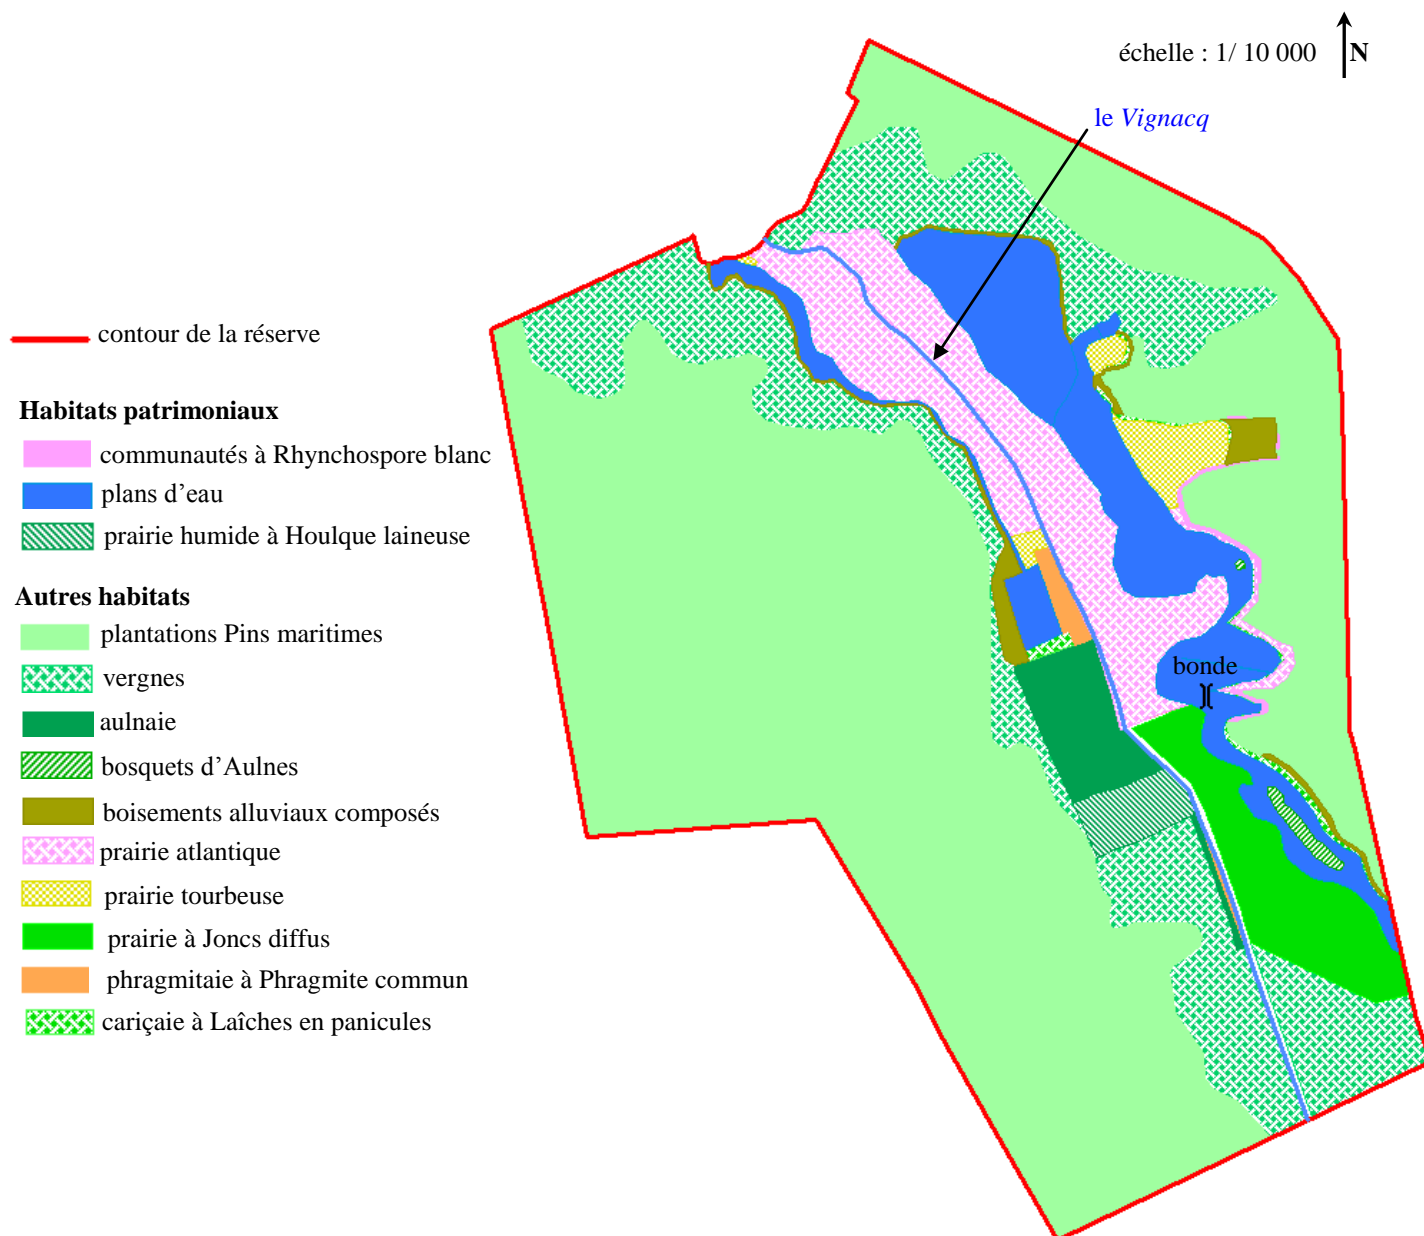 échelle : 1/ 10 000
N
le Vignacq
contour de la réserve
Habitats patrimoniaux
communautés à Rhynchospore blanc
plans d'eau
prairie humide à Houlque laineuse
Autres habitats
plantations Pins maritimes
vergnes
aulnaie
bosquets d'Aulnes
boisements alluviaux composés
prairie atlantique
prairie tourbeuse
prairie à Joncs diffus
phragmitaie à Phragmite commun
cariçaie à Laîches en panicules
bonde